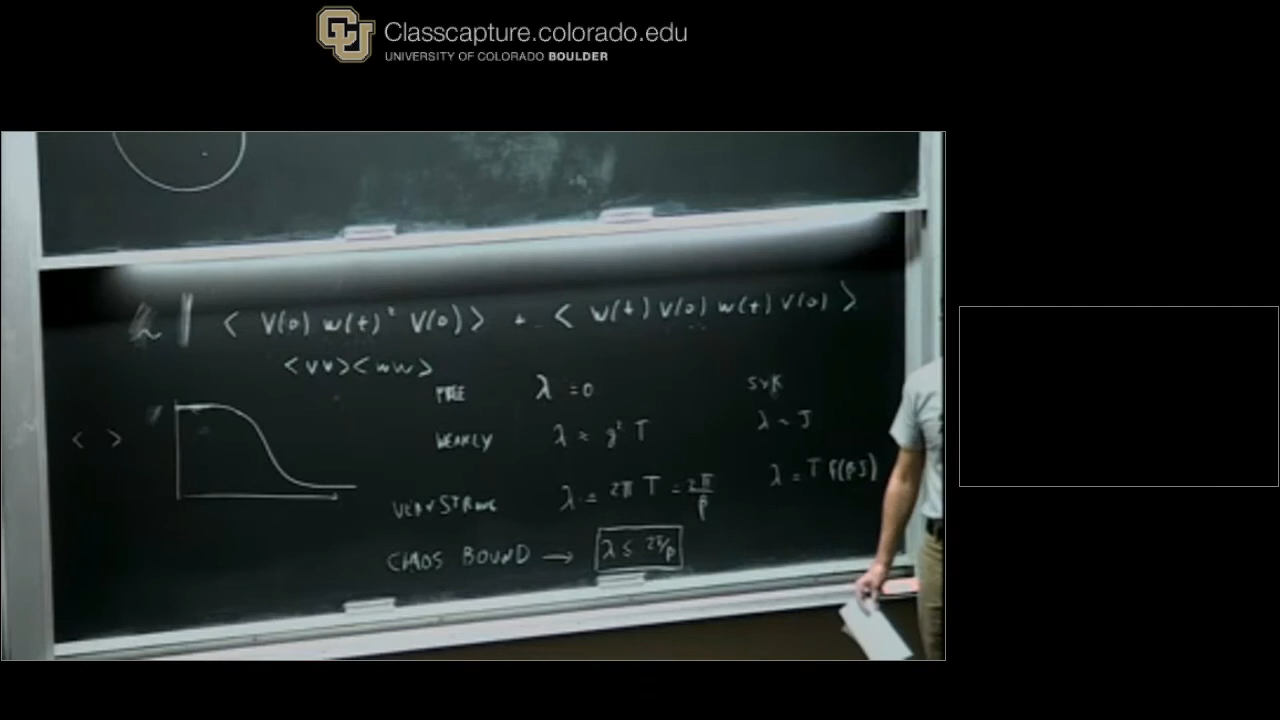 Classcapture.colorado.edu
UNIVERSITY OF COLORADO BOULDER
< V(0) W(t)² V(0) > + < W(t) V(0) W(t) V(0) >
<VV><WW>
FREE λ = 0 SYK
WEAKLY λ ≈ g² T λ ~ J
< >
VERY STRONG λ = 2π T = 2π/β λ = T f(βJ)
CHAOS BOUND → λ ≤ 2π/β